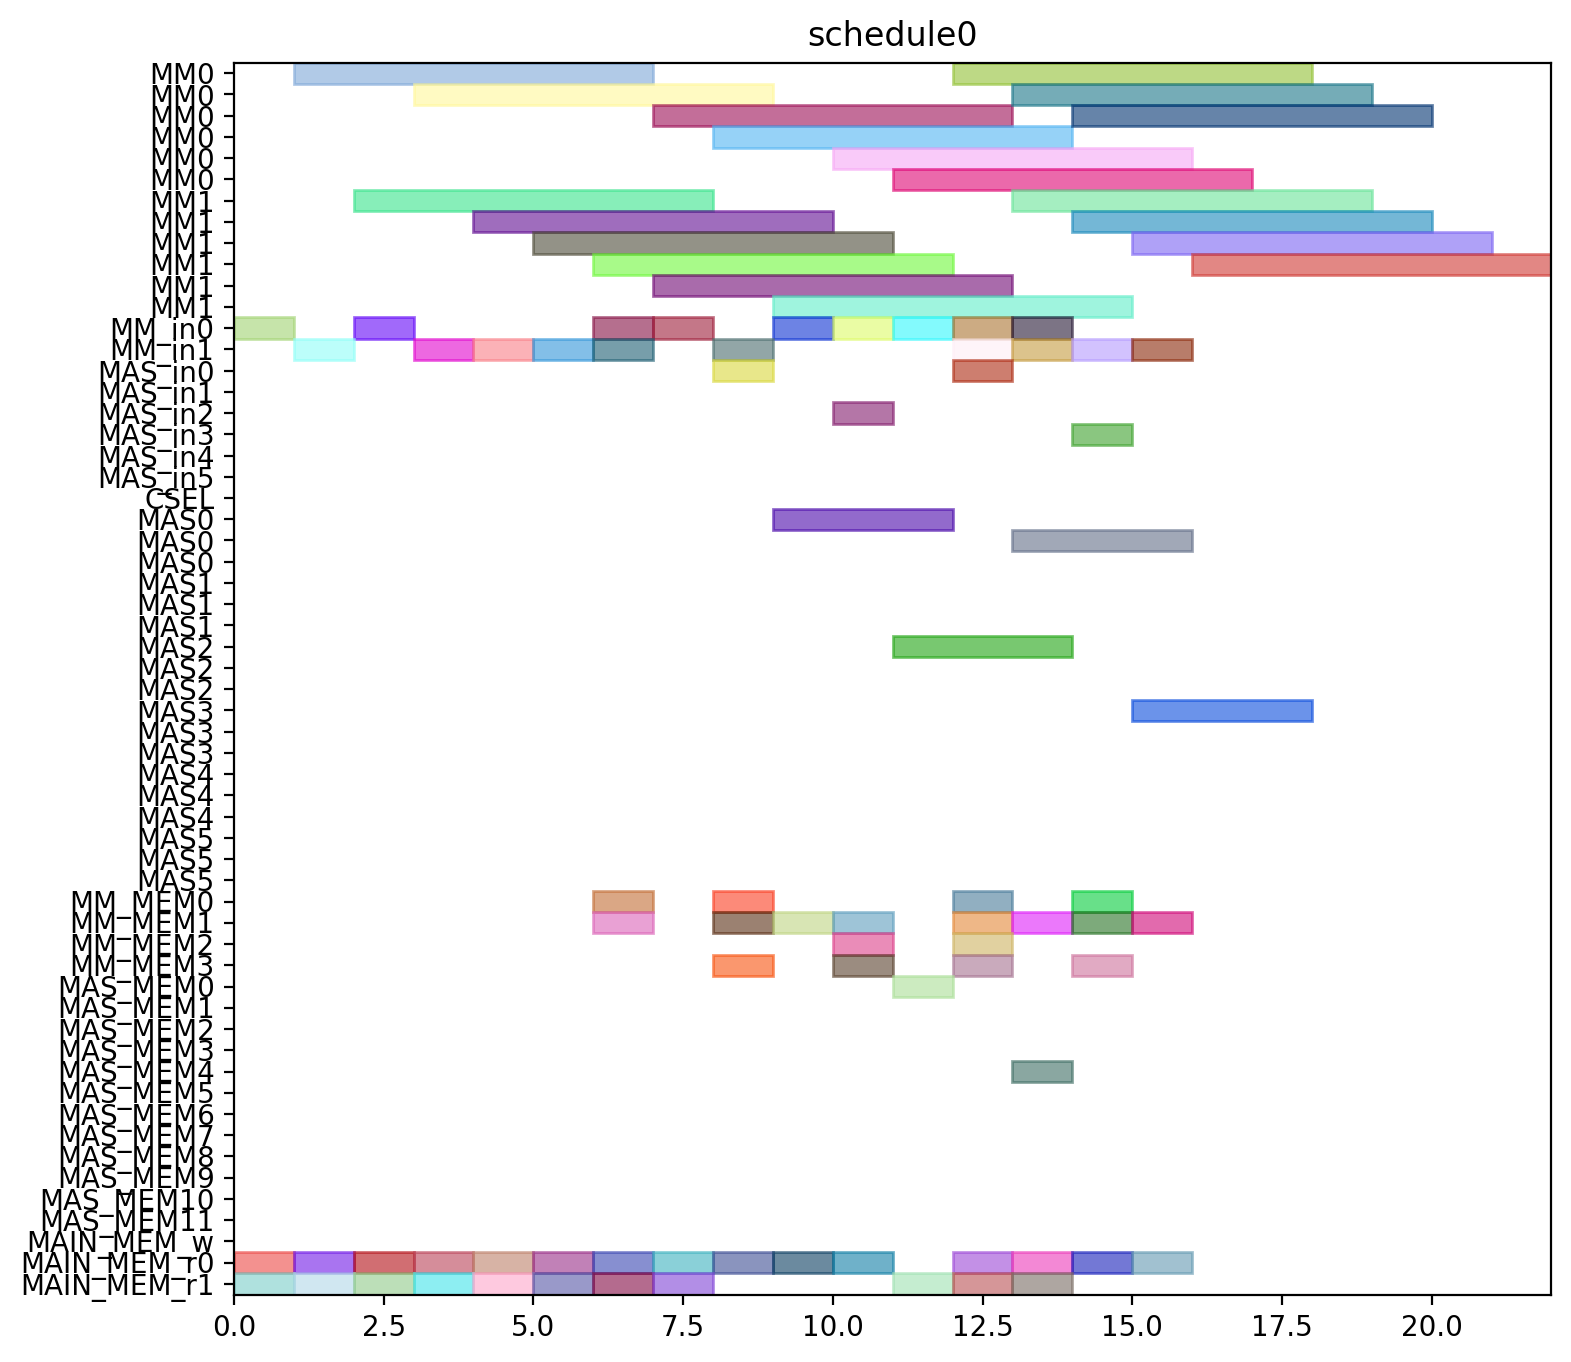 schedule0
MM0
MM0
MM0
MM0
MM0
MM0
MM1
MM1
MM1
MM1
MM1
MM1
MM_in0
MM_in1
MAS_in0
MAS_in1
MAS_in2
MAS_in3
MAS_in4
MAS_in5
CSEL
MAS0
MAS0
MAS0
MAS1
MAS1
MAS1
MAS2
MAS2
MAS2
MAS3
MAS3
MAS3
MAS4
MAS4
MAS4
MAS5
MAS5
MAS5
MM_MEM0
MM_MEM1
MM_MEM2
MM_MEM3
MAS_MEM0
MAS_MEM1
MAS_MEM2
MAS_MEM3
MAS_MEM4
MAS_MEM5
MAS_MEM6
MAS_MEM7
MAS_MEM8
MAS_MEM9
MAS_MEM10
MAS_MEM11
MAIN_MEM_w
MAIN_MEM_r0
MAIN_MEM_r1
0.0 2.5 5.0 7.5 10.0 12.5 15.0 17.5 20.0